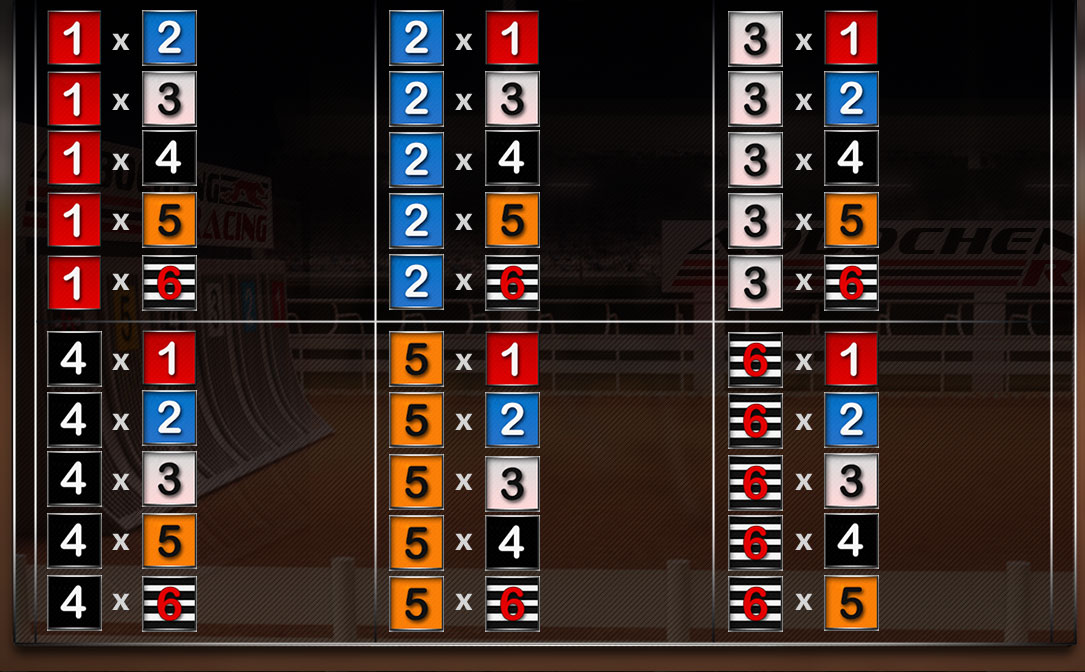 1 x 2
1 x 3
1 x 4
1 x 5
1 x 6
2 x 1
2 x 3
2 x 4
2 x 5
2 x 6
3 x 1
3 x 2
3 x 4
3 x 5
3 x 6
4 x 1
4 x 2
4 x 3
4 x 5
4 x 6
5 x 1
5 x 2
5 x 3
5 x 4
5 x 6
6 x 1
6 x 2
6 x 3
6 x 4
6 x 5
RACING